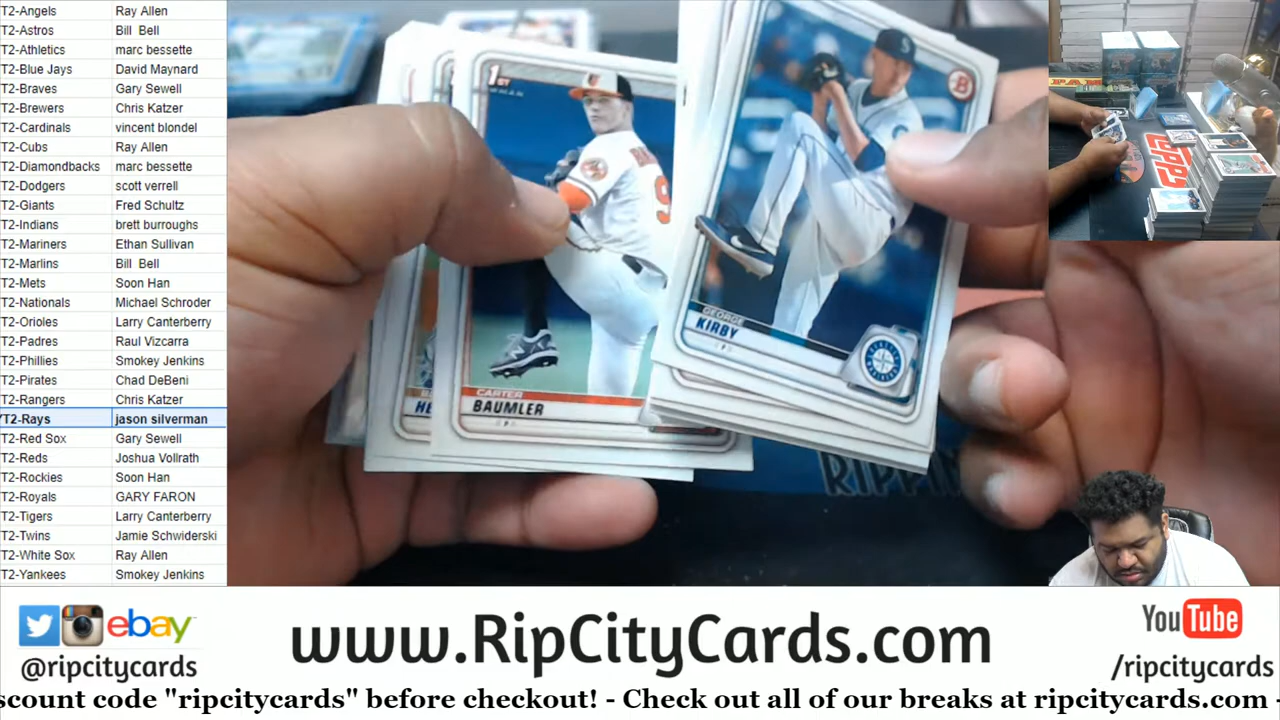 T2-Angels Ray Allen
T2-Astros Bill Bell
T2-Athletics marc bessette
T2-Blue Jays David Maynard
T2-Braves Gary Sewell
T2-Brewers Chris Katzer
T2-Cardinals vincent blondel
T2-Cubs Ray Allen
T2-Diamondbacks marc bessette
T2-Dodgers scott verrell
T2-Giants Fred Schultz
T2-Indians brett burroughs
T2-Mariners Ethan Sullivan
T2-Marlins Bill Bell
T2-Mets Soon Han
T2-Nationals Michael Schroder
T2-Orioles Larry Canterberry
T2-Padres Raul Vizcarra
T2-Phillies Smokey Jenkins
T2-Pirates Chad DeBeni
T2-Rangers Chris Katzer
T2-Rays jason silverman
T2-Red Sox Gary Sewell
T2-Reds Joshua Vollrath
T2-Rockies Soon Han
T2-Royals GARY FARON
T2-Tigers Larry Canterberry
T2-Twins Jamie Schwiderski
T2-White Sox Ray Allen
T2-Yankees Smokey Jenkins
1ST
CARTER
BAUMLER
HE
GEORGE
KIRBY
B
S
9
RIPPIN
TOPPS
ebay
@ripcitycards
www.RipCityCards.com
YouTube
/ripcitycards
scount code "ripcitycards" before checkout! - Check out all of our breaks at ripcitycards.com -